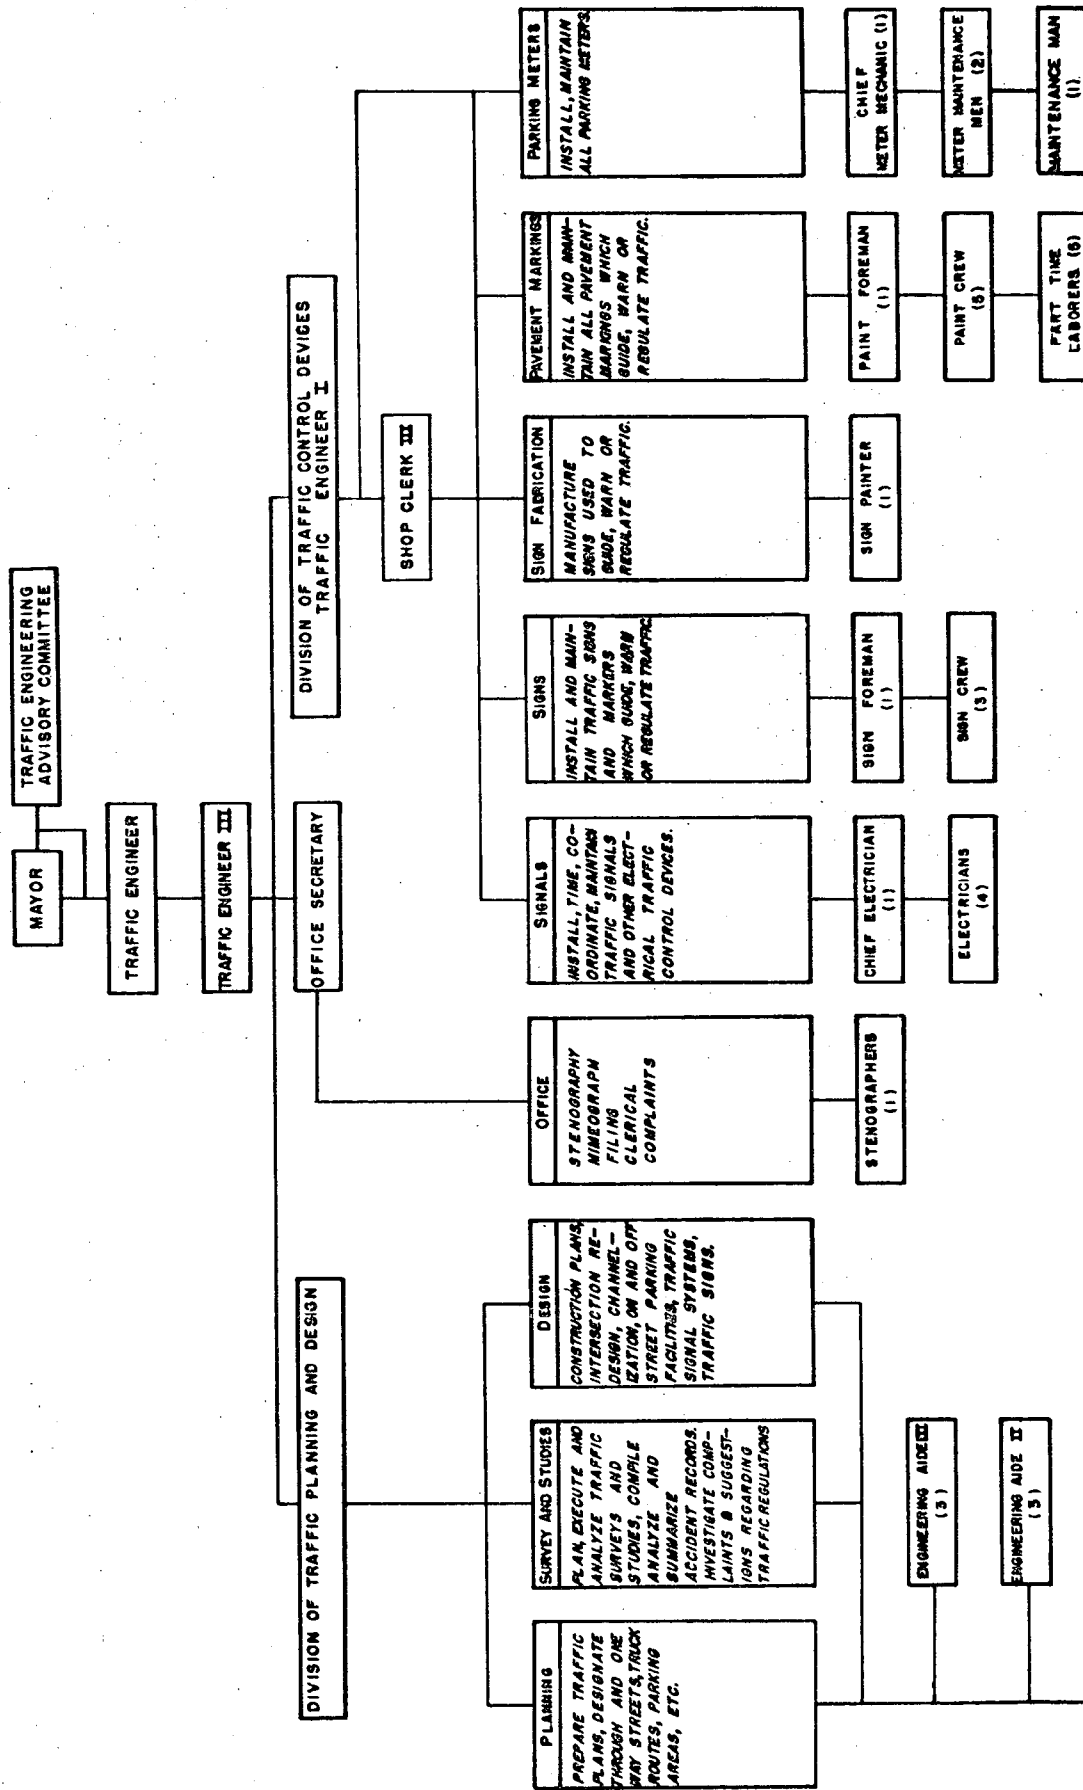 TRAFFIC ENGINEERING
ADVISORY COMMITTEE
MAYOR
TRAFFIC ENGINEER
TRAFFIC ENGINEER III
OFFICE SECRETARY
DIVISION OF TRAFFIC PLANNING AND DESIGN
DIVISION OF TRAFFIC CONTROL DEVICES
TRAFFIC ENGINEER I
SHOP CLERK III
PLANNING
PREPARE TRAFFIC
PLANS, DESIGNATE
THROUGH AND ONE
WAY STREETS, TRUCK
ROUTES, PARKING
AREAS, ETC.
SURVEY AND STUDIES
PLAN, EXECUTE AND
ANALYZE TRAFFIC
SURVEYS AND
STUDIES, COMPILE
ANALYZE AND
SUMMARIZE
ACCIDENT RECORDS.
INVESTIGATE COMP-
LAINTS & SUGGEST-
IONS REGARDING
TRAFFIC REGULATIONS
DESIGN
CONSTRUCTION PLANS,
INTERSECTION RE-
DESIGN, CHANNEL-
IZATION, ON AND OFF
STREET PARKING
FACILITIES, TRAFFIC
SIGNAL SYSTEMS,
TRAFFIC SIGNS.
OFFICE
STENOGRAPHY
MIMEOGRAPH
FILING
CLERICAL
COMPLAINTS
SIGNALS
INSTALL, TIME, CO-
ORDINATE, MAINTAIN
TRAFFIC SIGNALS
AND OTHER ELECT-
RICAL TRAFFIC
CONTROL DEVICES.
SIGNS
INSTALL AND MAIN-
TAIN TRAFFIC SIGNS
AND MARKERS
WHICH GUIDE, WARN
OR REGULATE TRAFFIC.
SIGN FABRICATION
MANUFACTURE
SIGNS USED TO
GUIDE, WARN OR
REGULATE TRAFFIC.
PAVEMENT MARKINGS
INSTALL AND MAIN-
TAIN ALL PAVEMENT
MARKINGS WHICH
GUIDE, WARN OR
REGULATE TRAFFIC.
PARKING METERS
INSTALL, MAINTAIN
ALL PARKING METERS.
ENGINEERING AIDE III
(3)
ENGINEERING AIDE II
(3)
STENOGRAPHERS
(1)
CHIEF ELECTRICIAN
(1)
ELECTRICIANS
(4)
SIGN FOREMAN
(1)
SIGN CREW
(3)
SIGN PAINTER
(1)
PAINT FOREMAN
(1)
PAINT CREW
(5)
PART TIME
LABORERS (6)
CHIEF
METER MECHANIC (1)
METER MAINTENANCE
MEN (2)
MAINTENANCE MAN
(1)